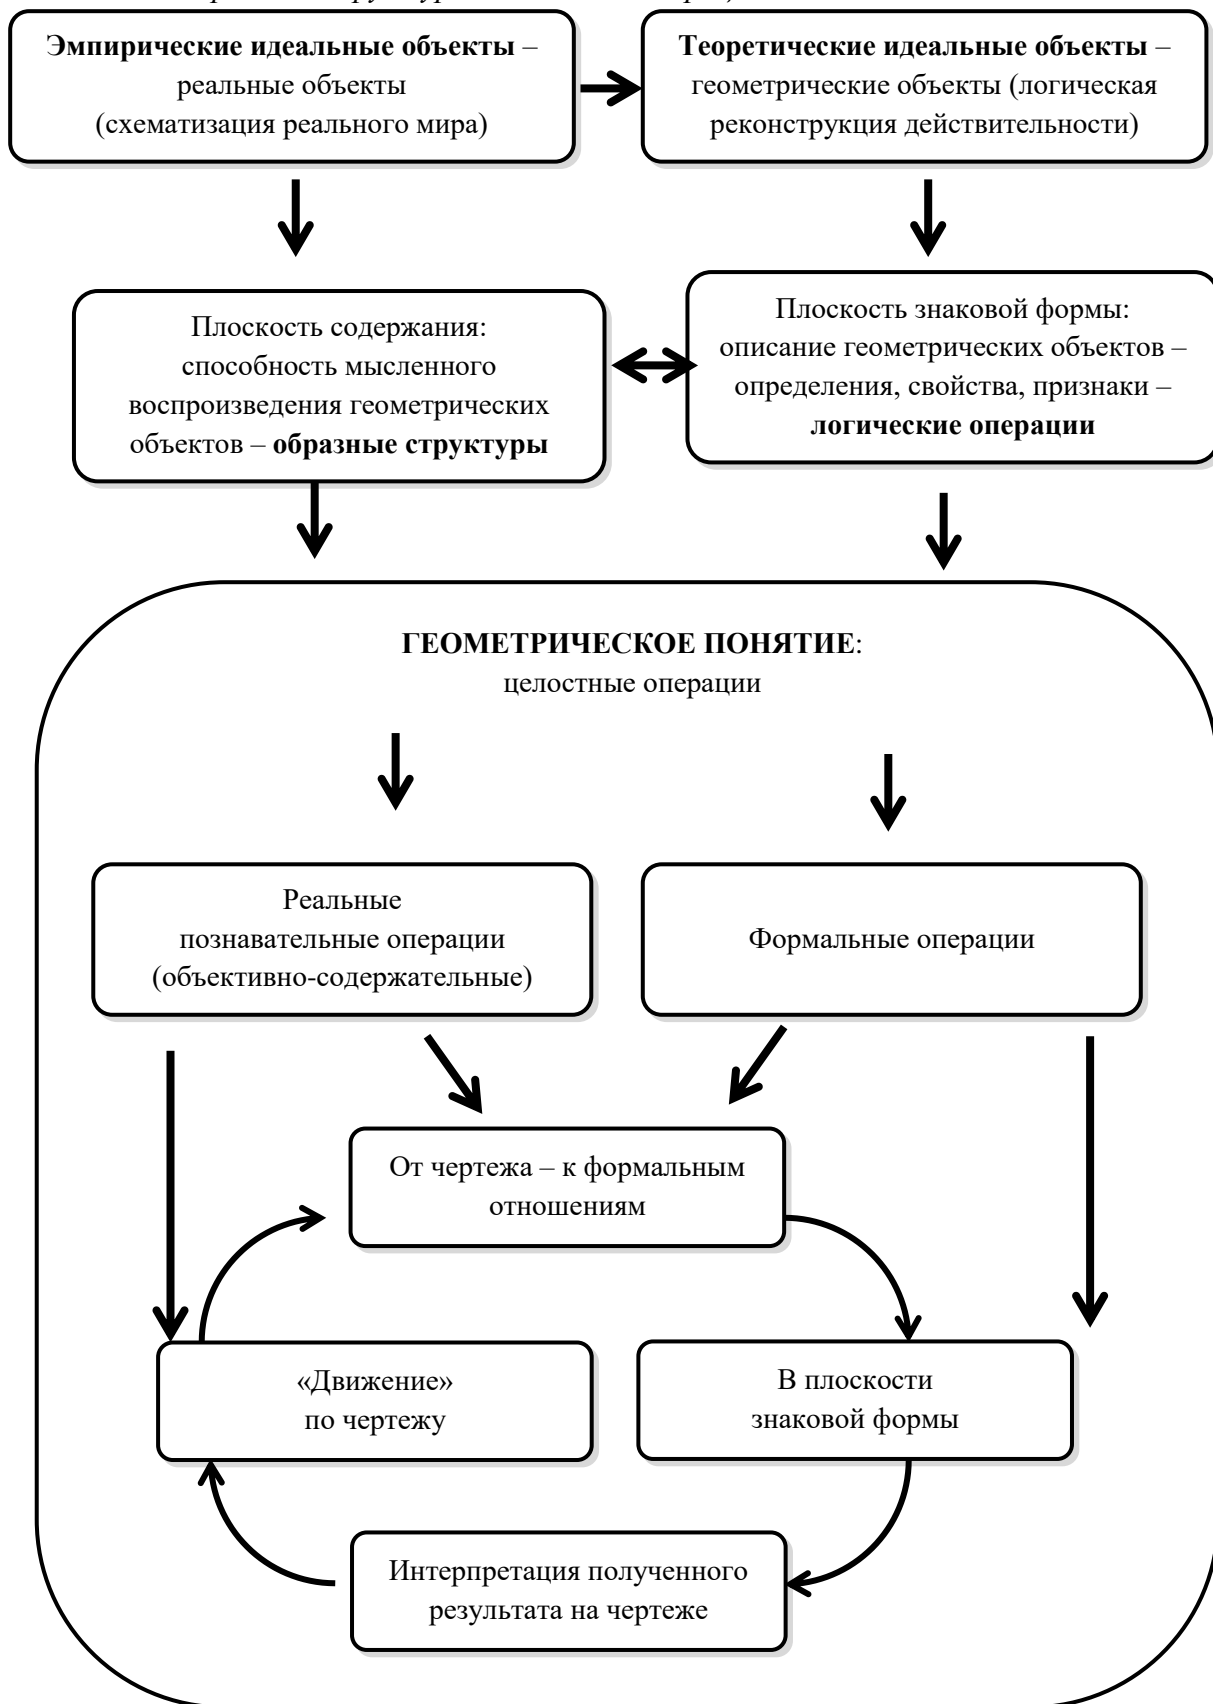 Эмпирические идеальные объекты –
реальные объекты
(схематизация реального мира)
Теоретические идеальные объекты –
геометрические объекты (логическая
реконструкция действительности)
Плоскость содержания:
способность мысленного
воспроизведения геометрических
объектов – образные структуры
Плоскость знаковой формы:
описание геометрических объектов –
определения, свойства, признаки –
логические операции
ГЕОМЕТРИЧЕСКОЕ ПОНЯТИЕ:
целостные операции
Реальные
познавательные операции
(объективно-содержательные)
Формальные операции
От чертежа – к формальным
отношениям
«Движение»
по чертежу
В плоскости
знаковой формы
Интерпретация полученного
результата на чертеже